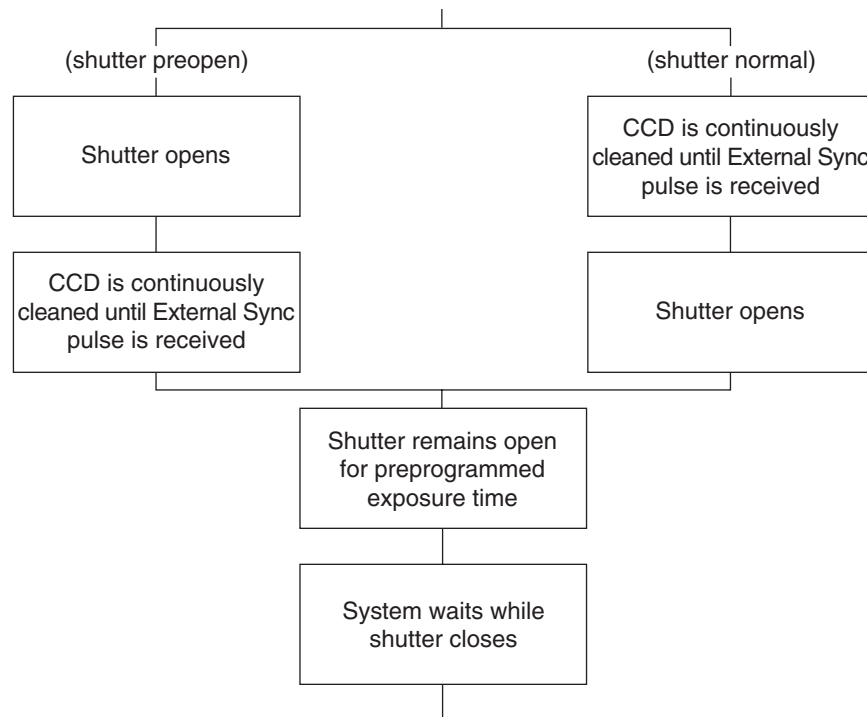 (shutter preopen)
(shutter normal)
Shutter opens
CCD is continuously
cleaned until External Sync
pulse is received
CCD is continuously
cleaned until External Sync
pulse is received
Shutter opens
Shutter remains open
for preprogrammed
exposure time
System waits while
shutter closes